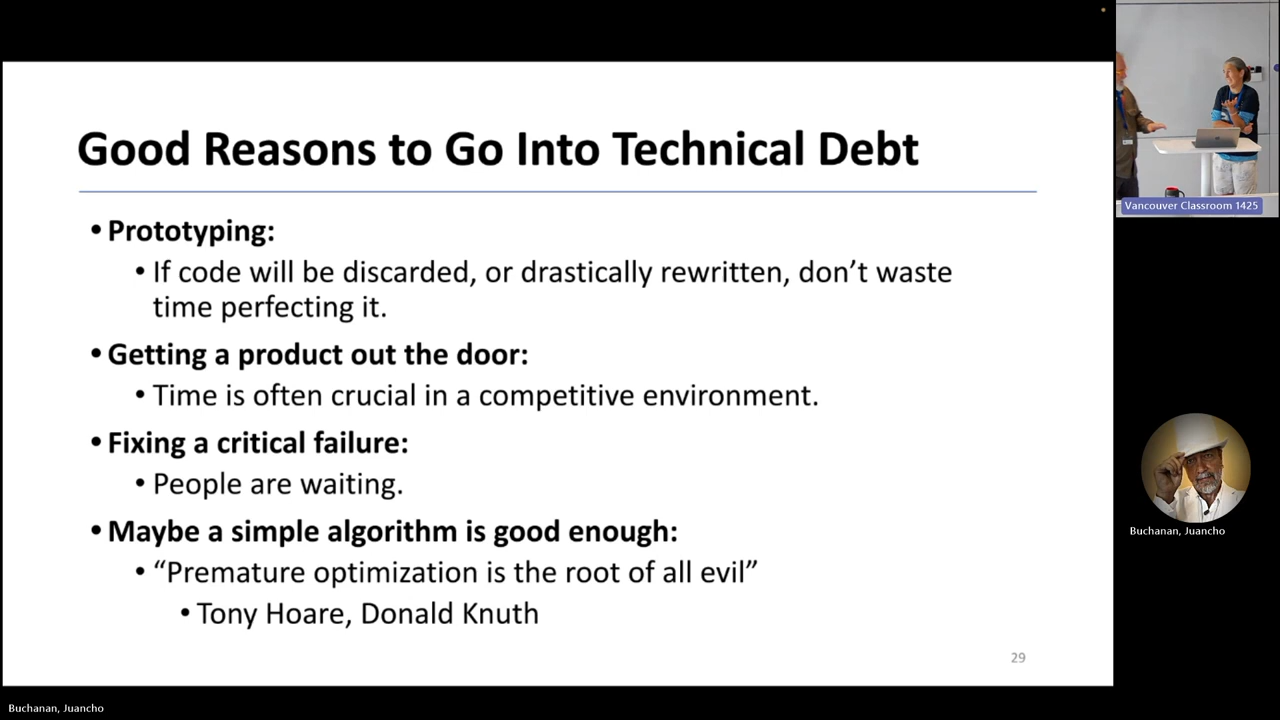 Good Reasons to Go Into Technical Debt
• Prototyping:
• If code will be discarded, or drastically rewritten, don’t waste
time perfecting it.
• Getting a product out the door:
• Time is often crucial in a competitive environment.
• Fixing a critical failure:
• People are waiting.
• Maybe a simple algorithm is good enough:
• “Premature optimization is the root of all evil”
• Tony Hoare, Donald Knuth
29
Vancouver Classroom 1425
Buchanan, Juancho
Buchanan, Juancho